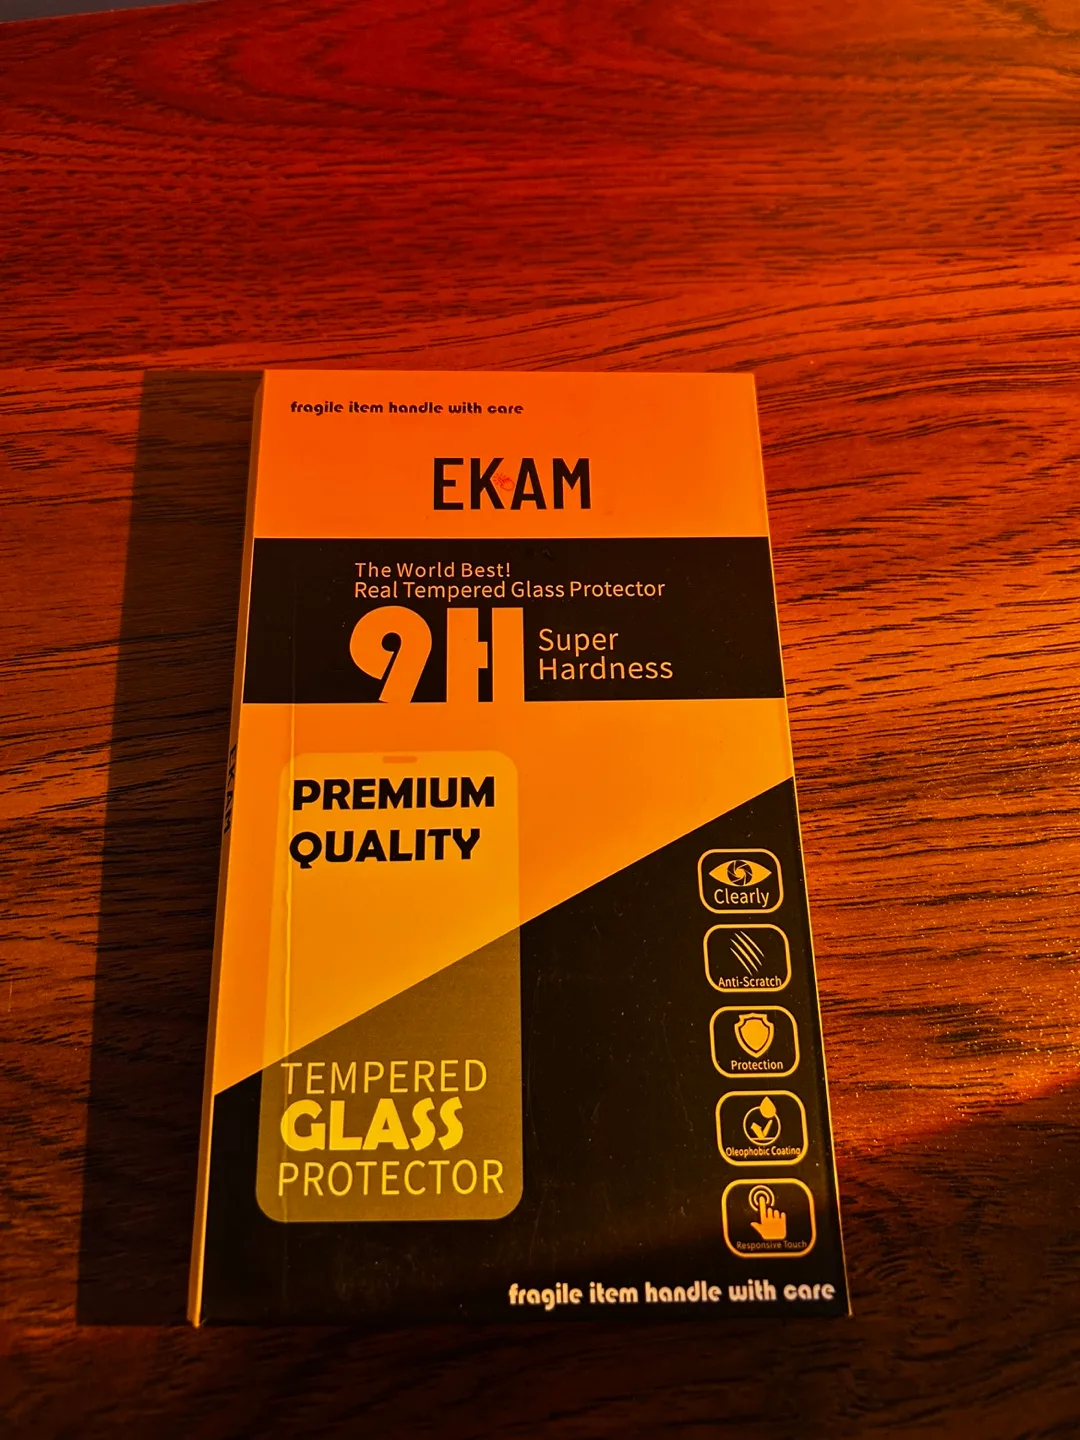 fragile item handle with care
EKAM
The World Best!
Real Tempered Glass Protector
9H
Super
Hardness
EKAM
PREMIUM
QUALITY
Clearly
Anti-Scratch
Protection
Oleophobic Coating
Responsive Touch
TEMPERED
GLASS
PROTECTOR
fragile item handle with care